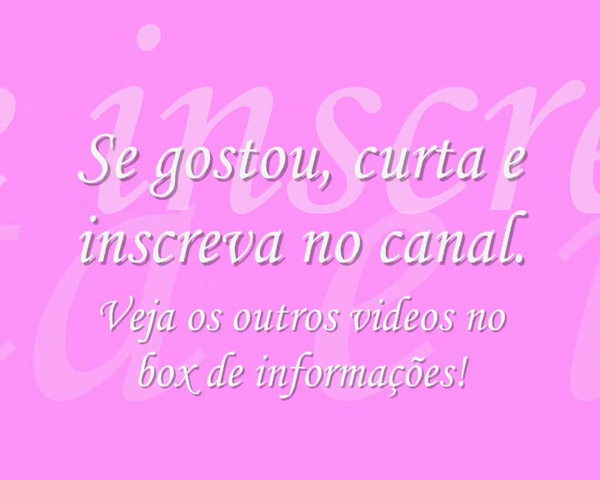 Se gostou, curta e
inscreva no canal.
Veja os outros videos no
box de informações!